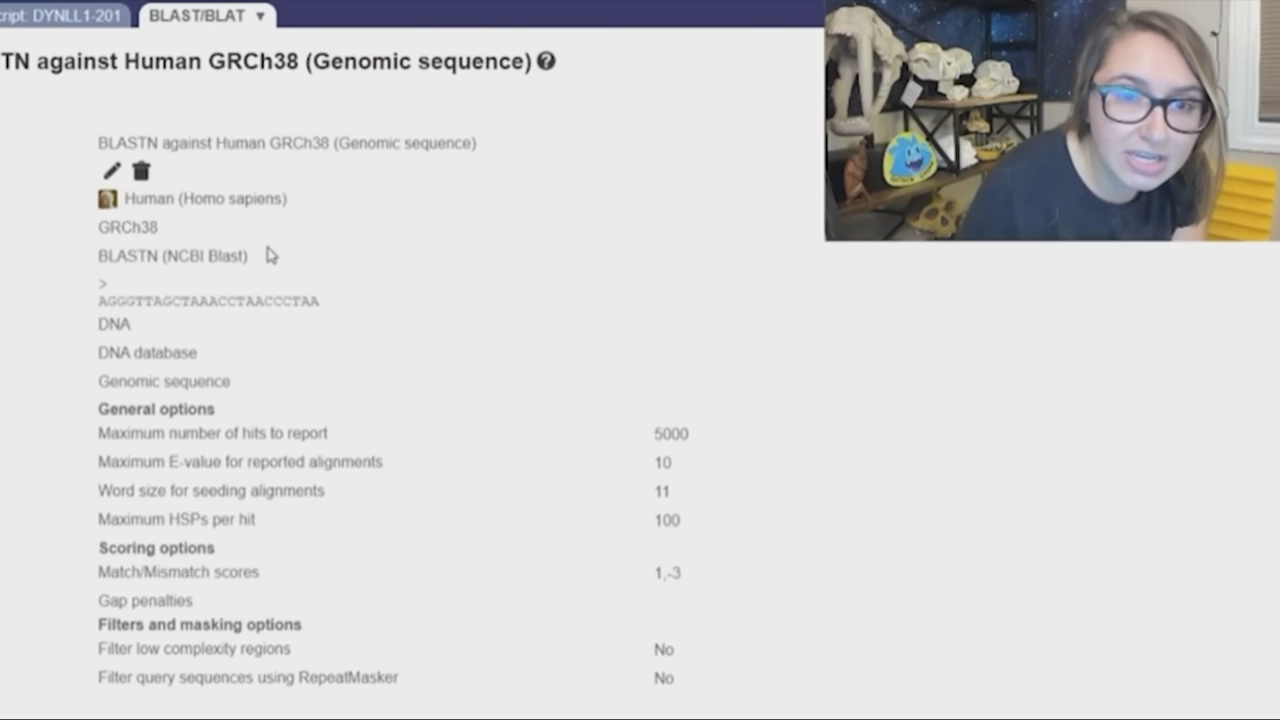 cript: DYNLL1-201
BLAST/BLAT ▼
TN against Human GRCh38 (Genomic sequence)
BLASTN against Human GRCh38 (Genomic sequence)
Human (Homo sapiens)
GRCh38
BLASTN (NCBI Blast)
>
AGGGTTAGCTAAACCTAACCCTAA
DNA
DNA database
Genomic sequence
General options
Maximum number of hits to report 5000
Maximum E-value for reported alignments 10
Word size for seeding alignments 11
Maximum HSPs per hit 100
Scoring options
Match/Mismatch scores 1,-3
Gap penalties
Filters and masking options
Filter low complexity regions No
Filter query sequences using RepeatMasker No